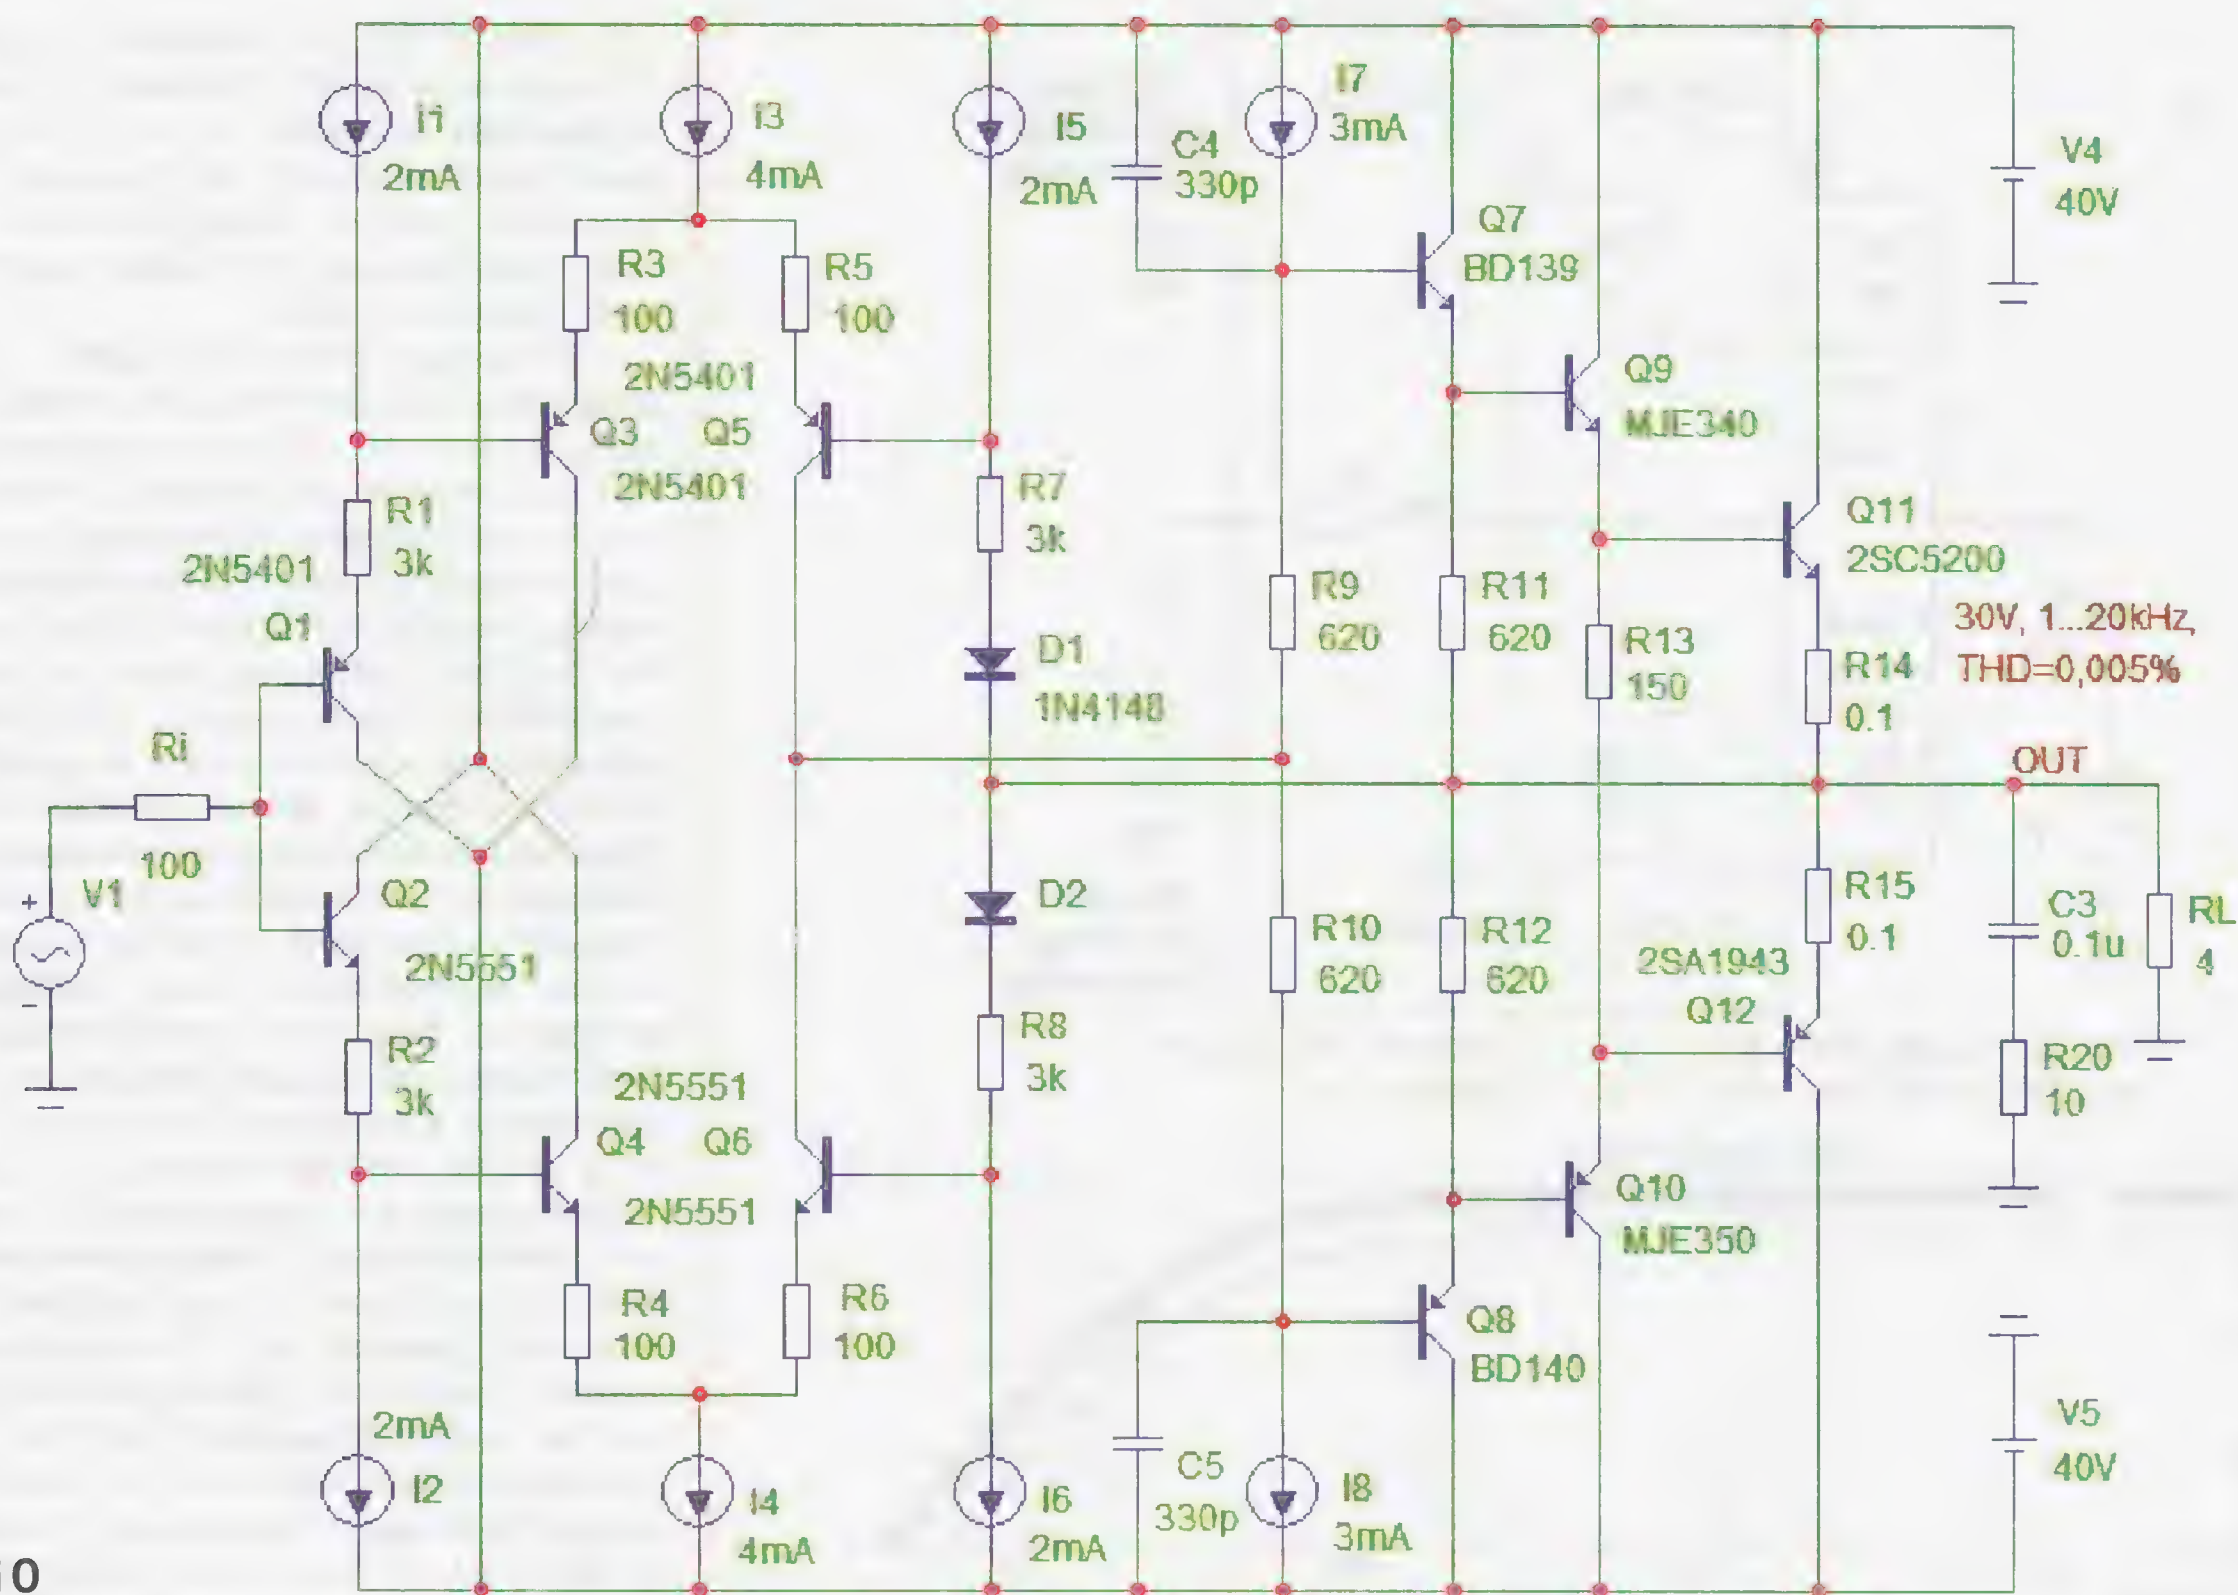 I1
2mA
I3
4mA
I5
2mA
C4
330p
I7
3mA
V4
40V
Q7
BD139
R3
100
R5
100
2N5401
Q3
Q5
2N5401
Q9
MJE340
R1
3k
R7
3k
Q11
2SC5200
2N5401
Q1
R9
620
R11
620
R13
150
30V, 1...20kHz,
THD=0,005%
D1
1N4148
R14
0.1
Ri
100
OUT
V1
+
-
Q2
2N5551
D2
R10
620
R12
620
R15
0.1
2SA1943
Q12
C3
0.1u
RL
4
R2
3k
R8
3k
R20
10
2N5551
Q4
Q6
2N5551
Q10
MJE350
R4
100
R6
100
Q8
BD140
2mA
I2
I4
4mA
I6
2mA
C5
330p
I8
3mA
V5
40V